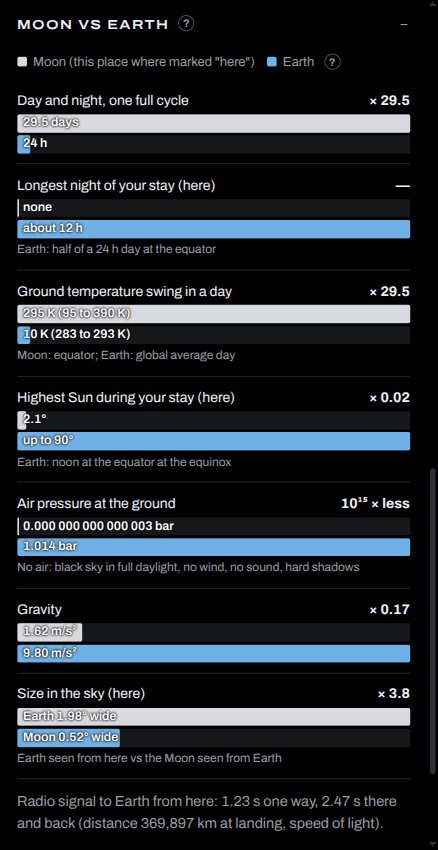 MOON VS EARTH ? –
Moon (this place where marked "here") Earth ?
Day and night, one full cycle × 29.5
29.5 days
24 h
Longest night of your stay (here) —
none
about 12 h
Earth: half of a 24 h day at the equator
Ground temperature swing in a day × 29.5
295 K (95 to 390 K)
10 K (283 to 293 K)
Moon: equator; Earth: global average day
Highest Sun during your stay (here) × 0.02
2.1°
up to 90°
Earth: noon at the equator at the equinox
Air pressure at the ground 10¹⁵ × less
0.000 000 000 000 003 bar
1.014 bar
No air: black sky in full daylight, no wind, no sound, hard shadows
Gravity × 0.17
1.62 m/s²
9.80 m/s²
Size in the sky (here) × 3.8
Earth 1.98° wide
Moon 0.52° wide
Earth seen from here vs the Moon seen from Earth
Radio signal to Earth from here: 1.23 s one way, 2.47 s there
and back (distance 369,897 km at landing, speed of light).